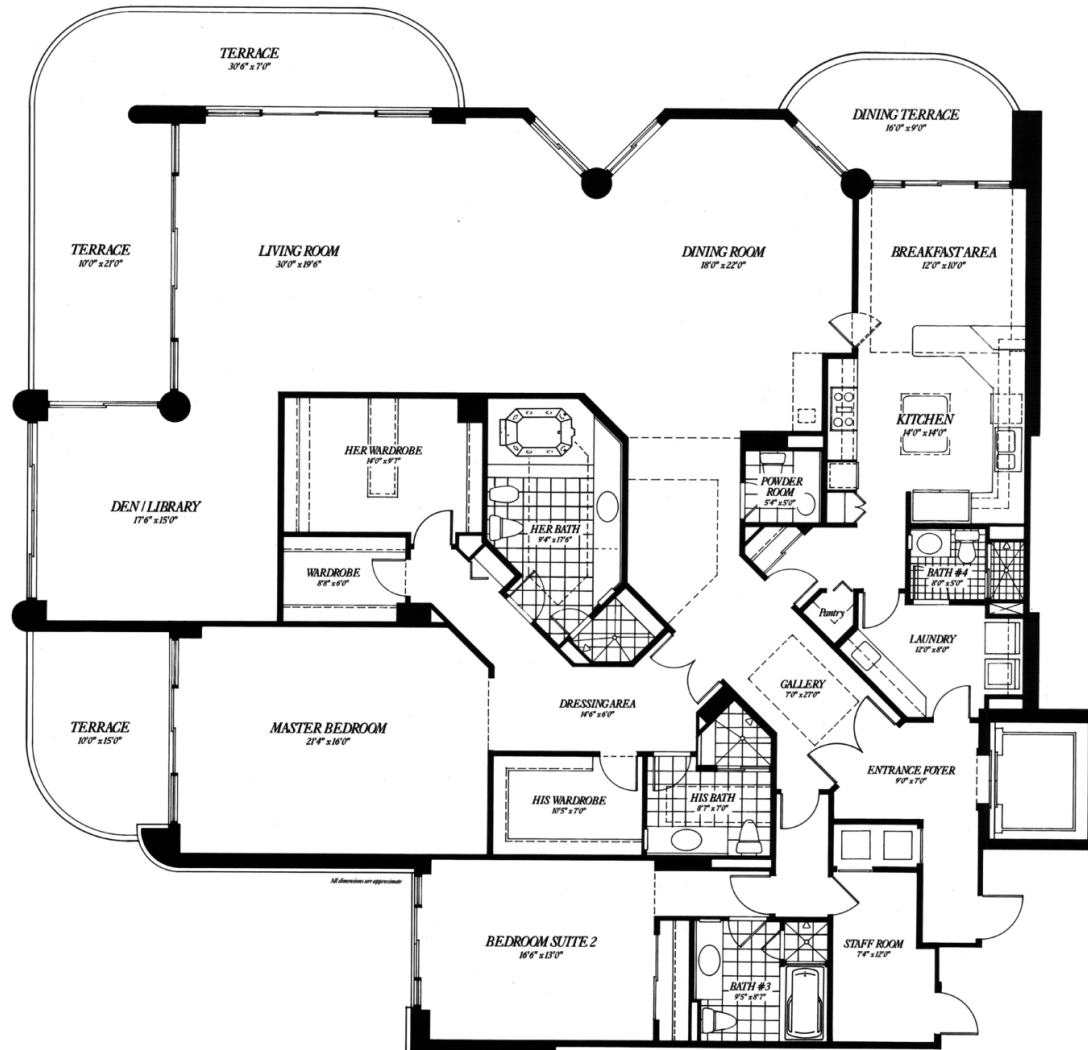 TERRACE
30'6" x 7'0"
DINING TERRACE
16'0" x 9'0"
TERRACE
10'0" x 21'0"
LIVING ROOM
30'0" x 19'6"
DINING ROOM
18'0" x 22'0"
BREAKFAST AREA
12'0" x 10'0"
KITCHEN
14'0" x 14'0"
HER WARDROBE
14'0" x 9'7"
POWDER
ROOM
5'4" x 5'0"
DEN / LIBRARY
17'6" x 15'0"
HER BATH
9'4" x 17'6"
WARDROBE
8'8" x 6'0"
BATH #4
8'0" x 5'0"
Pantry
LAUNDRY
12'0" x 8'0"
GALLERY
7'0" x 27'0"
DRESSING AREA
14'6" x 6'0"
TERRACE
10'0" x 15'0"
MASTER BEDROOM
21'4" x 16'0"
ENTRANCE FOYER
9'0" x 7'0"
HIS WARDROBE
10'5" x 7'0"
HIS BATH
8'7" x 7'0"
All dimensions are approximate
BEDROOM SUITE 2
16'6" x 13'0"
STAFF ROOM
7'4" x 12'0"
BATH #3
9'5" x 8'7"